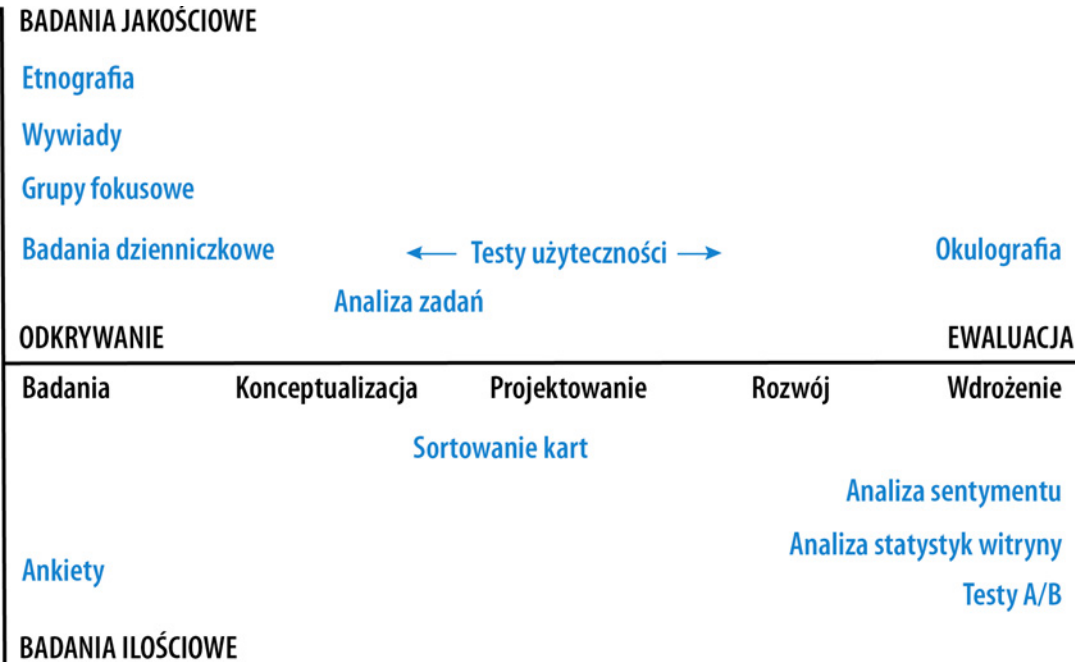 BADANIA JAKOŚCIOWE
Etnografia
Wywiady
Grupy fokusowe
Badania dzienniczkowe Testy użyteczności Okulografia
Analiza zadań
ODKRYWANIE EWALUACJA
Badania Konceptualizacja Projektowanie Rozwój Wdrożenie
Sortowanie kart
Analiza sentymentu
Analiza statystyk witryny
Ankiety
Testy A/B
BADANIA ILOŚCIOWE